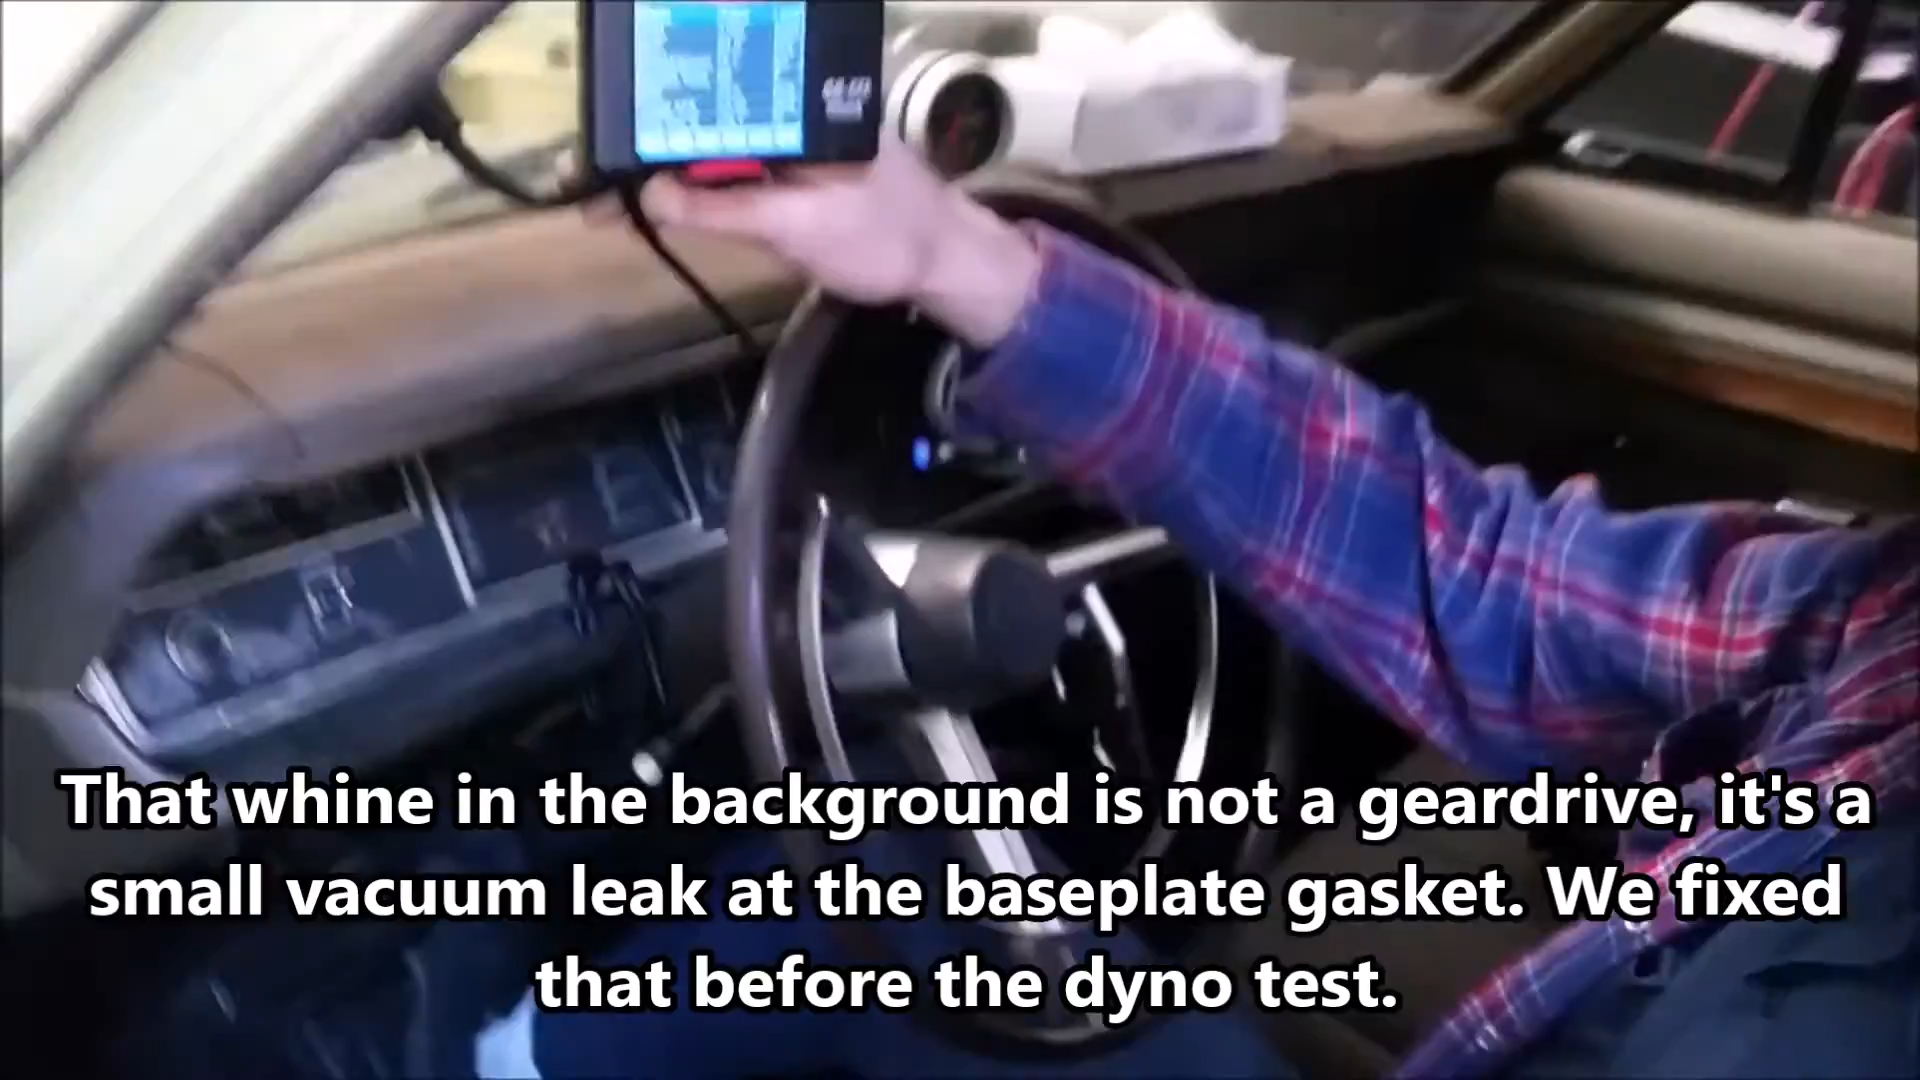 That whine in the background is not a geardrive, it's a
small vacuum leak at the baseplate gasket. We fixed
that before the dyno test.